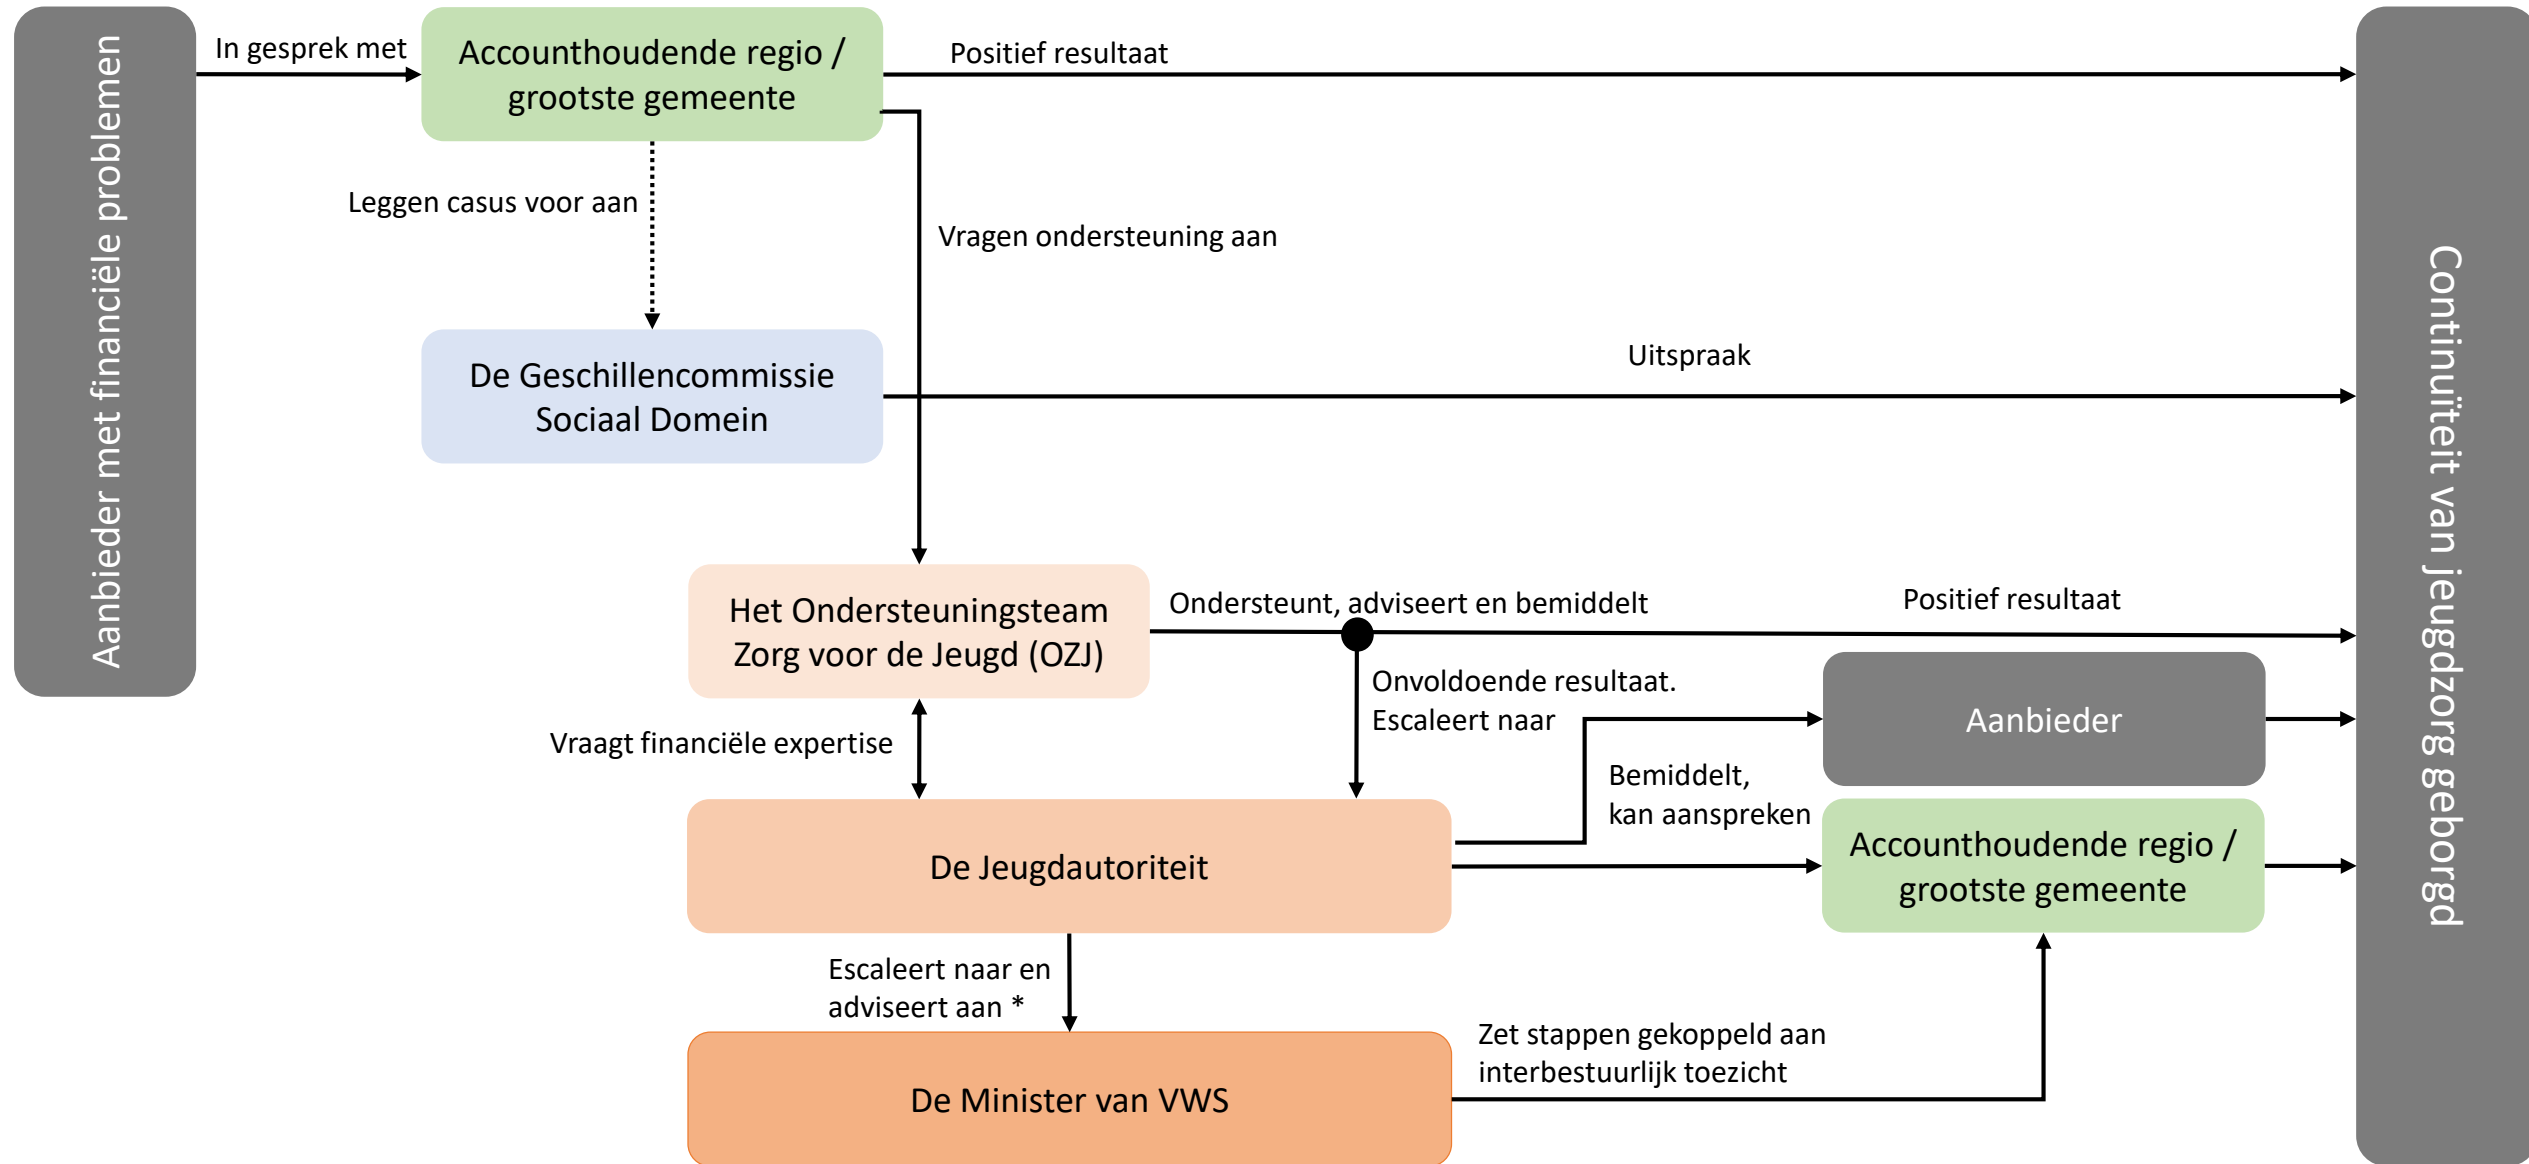 Aanbieder met financiële problemen
In gesprek met
Accounthoudende regio /
grootste gemeente
Positief resultaat
Leggen casus voor aan
Vragen ondersteuning aan
De Geschillencommissie
Sociaal Domein
Uitspraak
Het Ondersteuningsteam
Zorg voor de Jeugd (OZJ)
Ondersteunt, adviseert en bemiddelt
Positief resultaat
Onvoldoende resultaat.
Escaleert naar
Vraagt financiële expertise
Aanbieder
Bemiddelt,
kan aanspreken
De Jeugdautoriteit
Accounthoudende regio /
grootste gemeente
Escaleert naar en
adviseert aan *
De Minister van VWS
Zet stappen gekoppeld aan
interbestuurlijk toezicht
Continuïteit van jeugdzorg geborgd